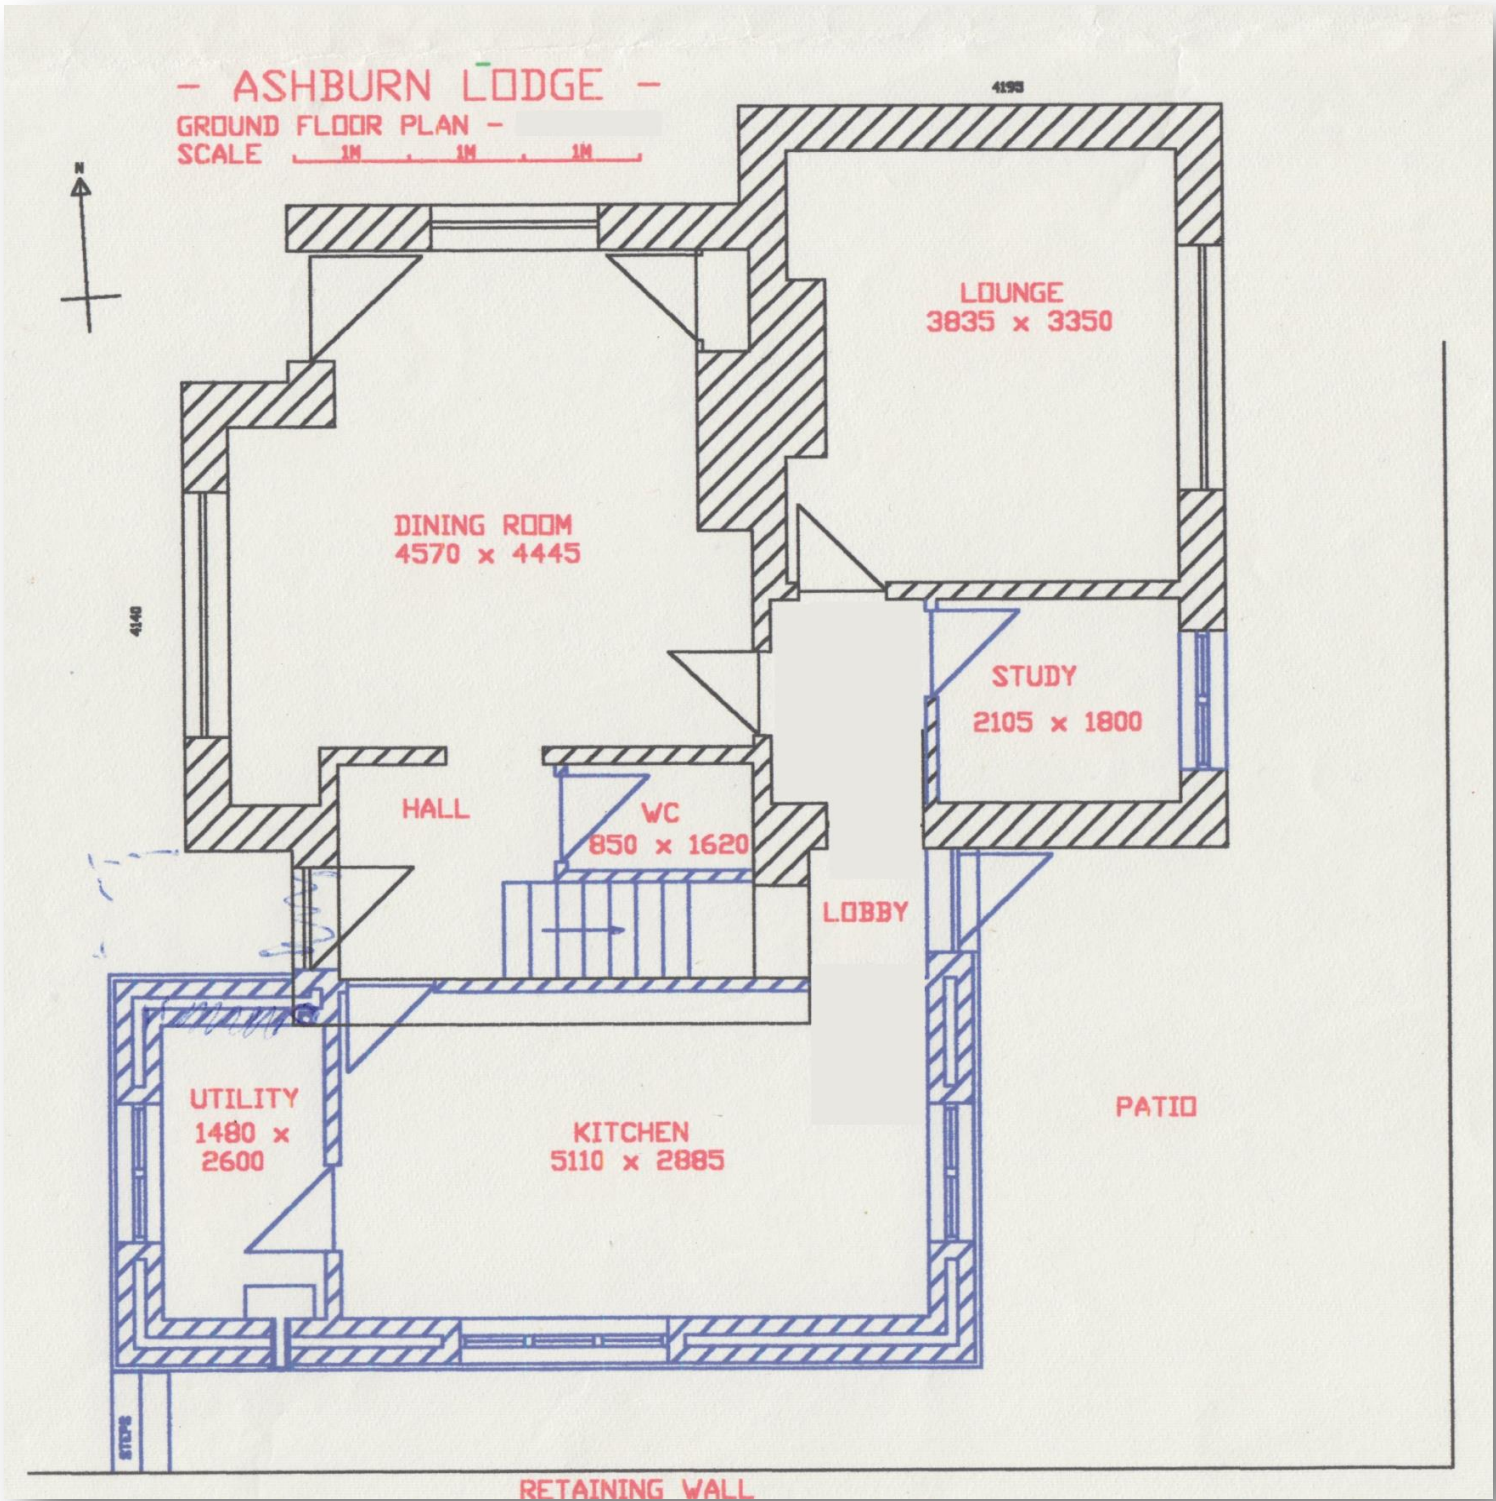 - ASHBURN LODGE -
GROUND FLOOR PLAN -
SCALE 1M 1M 1M
4195
N
LOUNGE
3835 x 3350
DINING ROOM
4570 x 4445
4140
STUDY
2105 x 1800
HALL
WC
850 x 1620
LOBBY
UTILITY
1480 x
2600
KITCHEN
5110 x 2885
PATIO
STEPS
RETAINING WALL